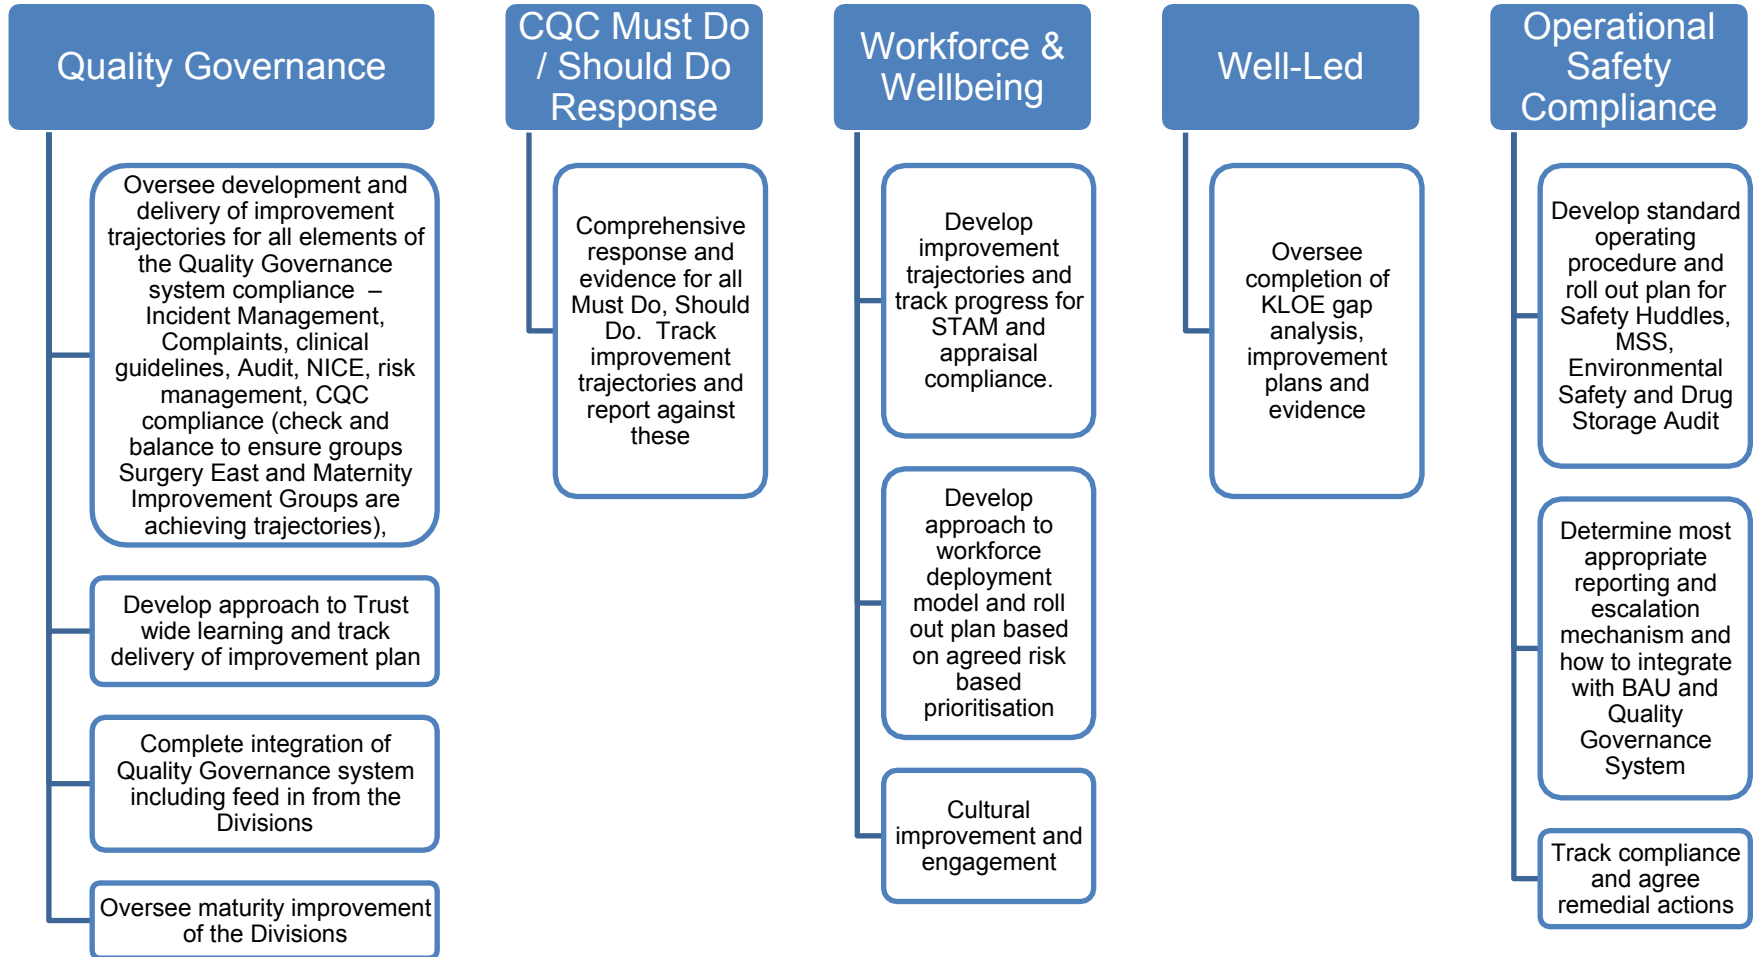 Quality Governance
Oversee development and
delivery of improvement
trajectories for all elements of
the Quality Governance
system compliance –
Incident Management,
Complaints, clinical
guidelines, Audit, NICE, risk
management, CQC
compliance (check and
balance to ensure groups
Surgery East and Maternity
Improvement Groups are
achieving trajectories),
Develop approach to Trust
wide learning and track
delivery of improvement plan
Complete integration of
Quality Governance system
including feed in from the
Divisions
Oversee maturity improvement
of the Divisions
CQC Must Do
/ Should Do
Response
Comprehensive
response and
evidence for all
Must Do, Should
Do. Track
improvement
trajectories and
report against
these
Workforce &
Wellbeing
Develop
improvement
trajectories and
track progress for
STAM and
appraisal
compliance.
Develop
approach to
workforce
deployment
model and roll
out plan based
on agreed risk
based
prioritisation
Cultural
improvement and
engagement
Well-Led
Oversee
completion of
KLOE gap
analysis,
improvement
plans and
evidence
Operational
Safety
Compliance
Develop standard
operating
procedure and
roll out plan for
Safety Huddles,
MSS,
Environmental
Safety and Drug
Storage Audit
Determine most
appropriate
reporting and
escalation
mechanism and
how to integrate
with BAU and
Quality
Governance
System
Track compliance
and agree
remedial actions